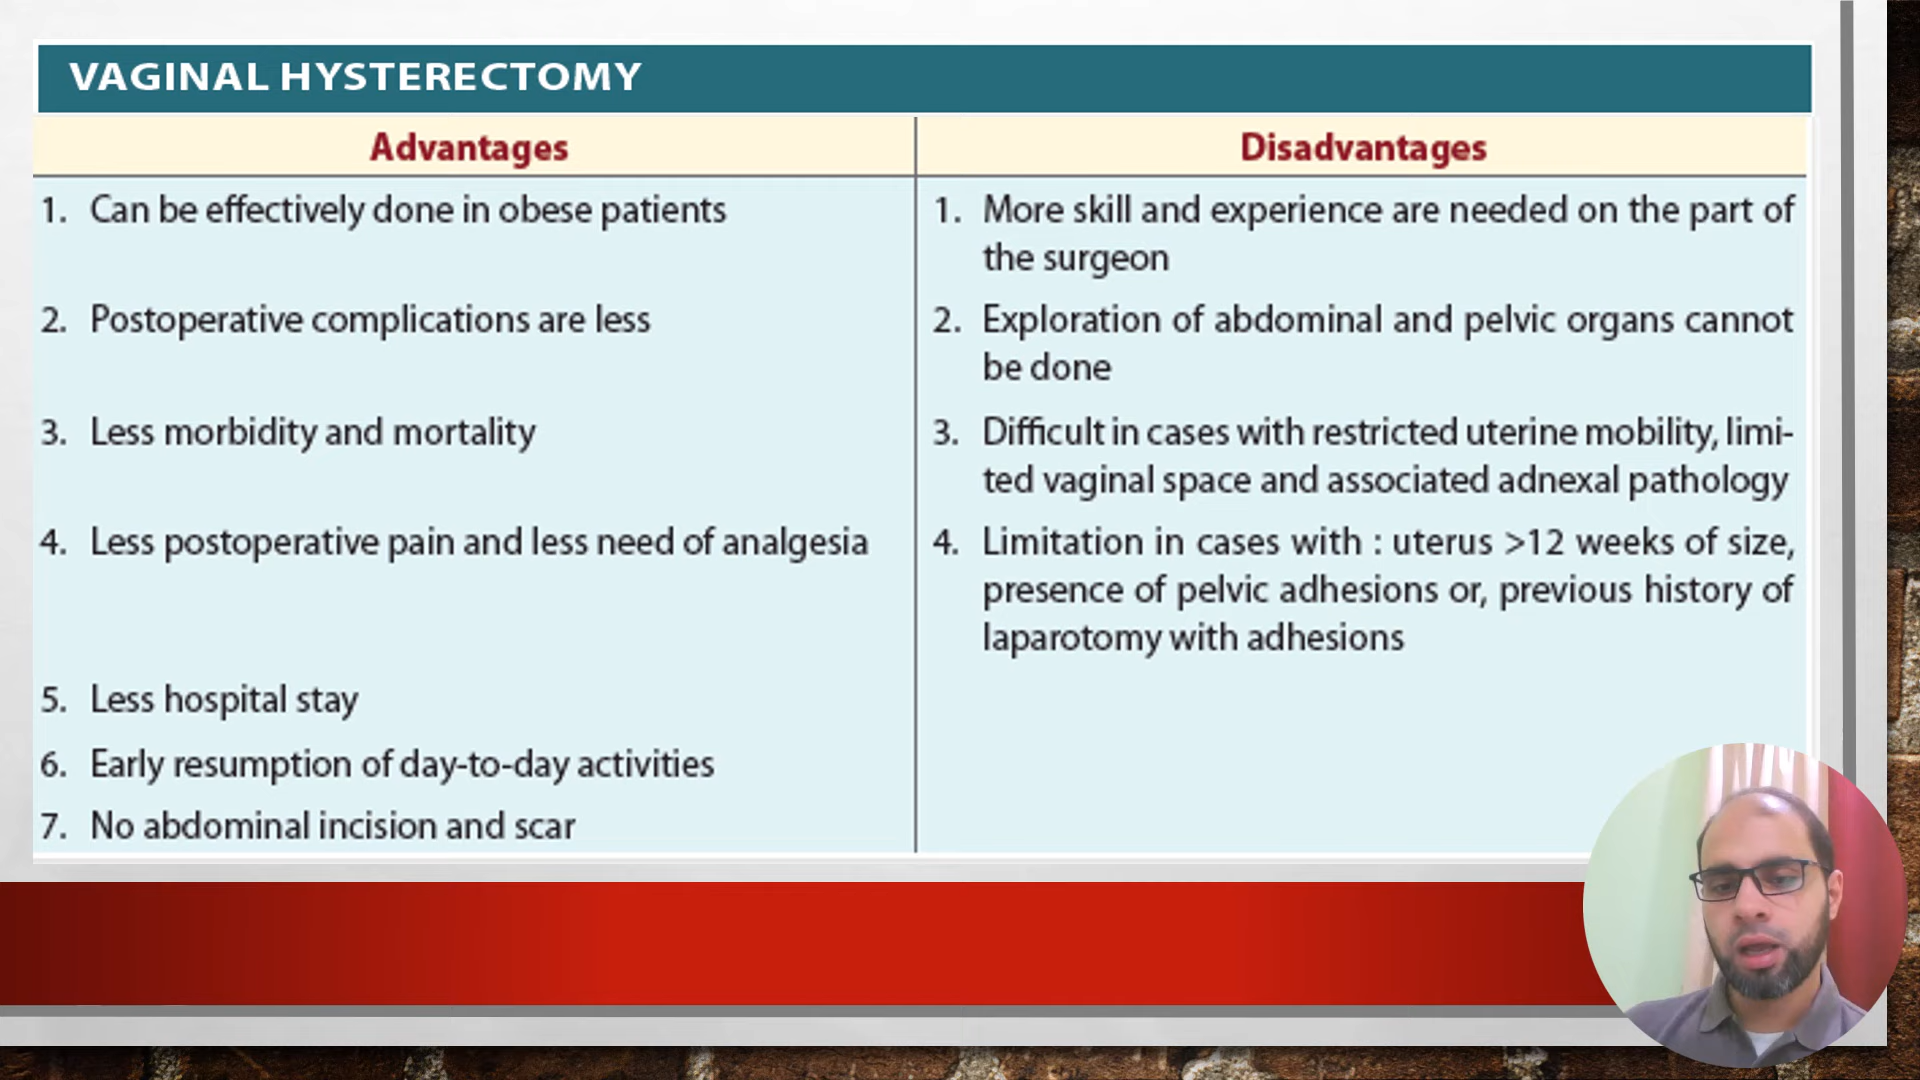 VAGINAL HYSTERECTOMY
Advantages
Disadvantages
1. Can be effectively done in obese patients
1. More skill and experience are needed on the part of
the surgeon
2. Postoperative complications are less
2. Exploration of abdominal and pelvic organs cannot
be done
3. Less morbidity and mortality
3. Difficult in cases with restricted uterine mobility, limi-
ted vaginal space and associated adnexal pathology
4. Less postoperative pain and less need of analgesia
4. Limitation in cases with : uterus >12 weeks of size,
presence of pelvic adhesions or, previous history of
laparotomy with adhesions
5. Less hospital stay
6. Early resumption of day-to-day activities
7. No abdominal incision and scar